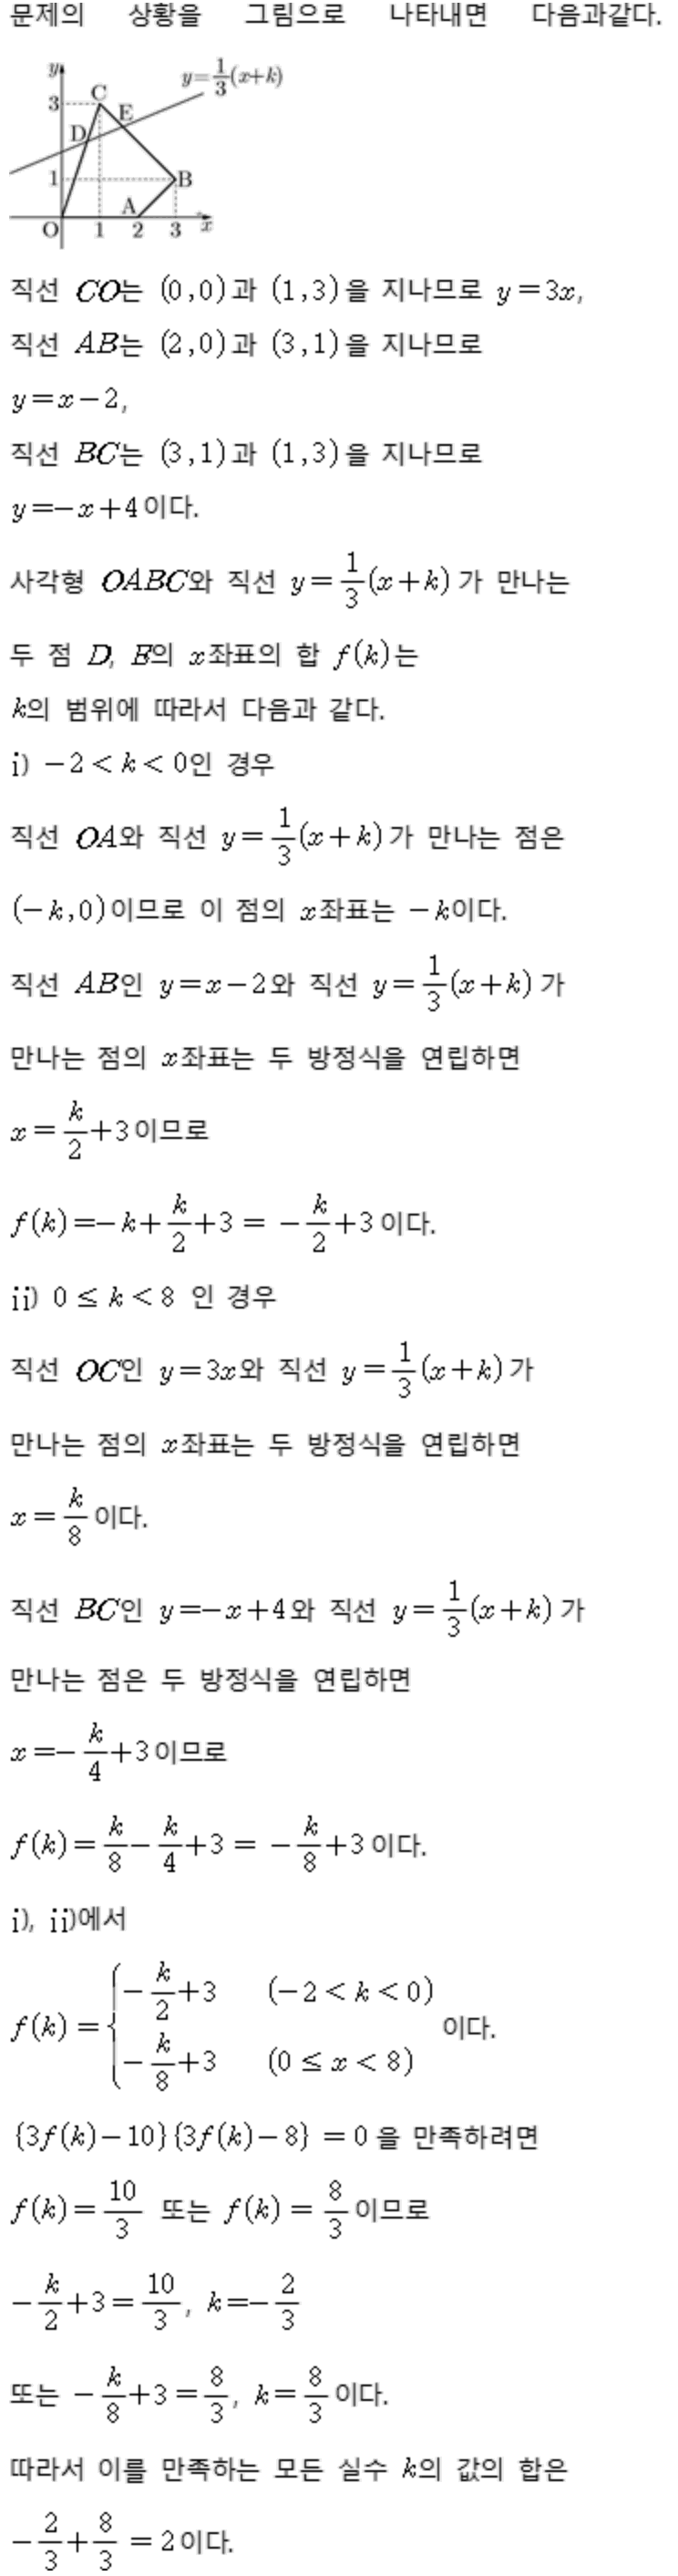 문제의 상황을 그림으로 나타내면 다음과같다.
y
y=1/3(x+k)
3
C
E
D
1
B
A
O 1 2 3 x
직선 CO는 (0,0)과 (1,3)을 지나므로 y=3x,
직선 AB는 (2,0)과 (3,1)을 지나므로
y=x-2,
직선 BC는 (3,1)과 (1,3)을 지나므로
y=-x+4이다.
사각형 OABC와 직선 y=1/3(x+k)가 만나는
두 점 D, E의 x좌표의 합 f(k)는
k의 범위에 따라서 다음과 같다.
i) -2<k<0인 경우
직선 OA와 직선 y=1/3(x+k)가 만나는 점은
(-k,0)이므로 이 점의 x좌표는 -k이다.
직선 AB인 y=x-2와 직선 y=1/3(x+k)가
만나는 점의 x좌표는 두 방정식을 연립하면
x=k/2+3이므로
f(k)=-k+k/2+3 = -k/2+3이다.
ii) 0≤k<8 인 경우
직선 OC인 y=3x와 직선 y=1/3(x+k)가
만나는 점의 x좌표는 두 방정식을 연립하면
x=k/8이다.
직선 BC인 y=-x+4와 직선 y=1/3(x+k)가
만나는 점은 두 방정식을 연립하면
x=-k/4+3이므로
f(k)=k/8-k/4+3 = -k/8+3이다.
i), ii)에서
f(k)={ -k/2+3 (-2<k<0)
-k/8+3 (0≤x<8) 이다.
{3f(k)-10}{3f(k)-8} =0을 만족하려면
f(k)=10/3 또는 f(k)=8/3이므로
-k/2+3=10/3, k=-2/3
또는 -k/8+3=8/3, k=8/3이다.
따라서 이를 만족하는 모든 실수 k의 값의 합은
-2/3+8/3 =2이다.